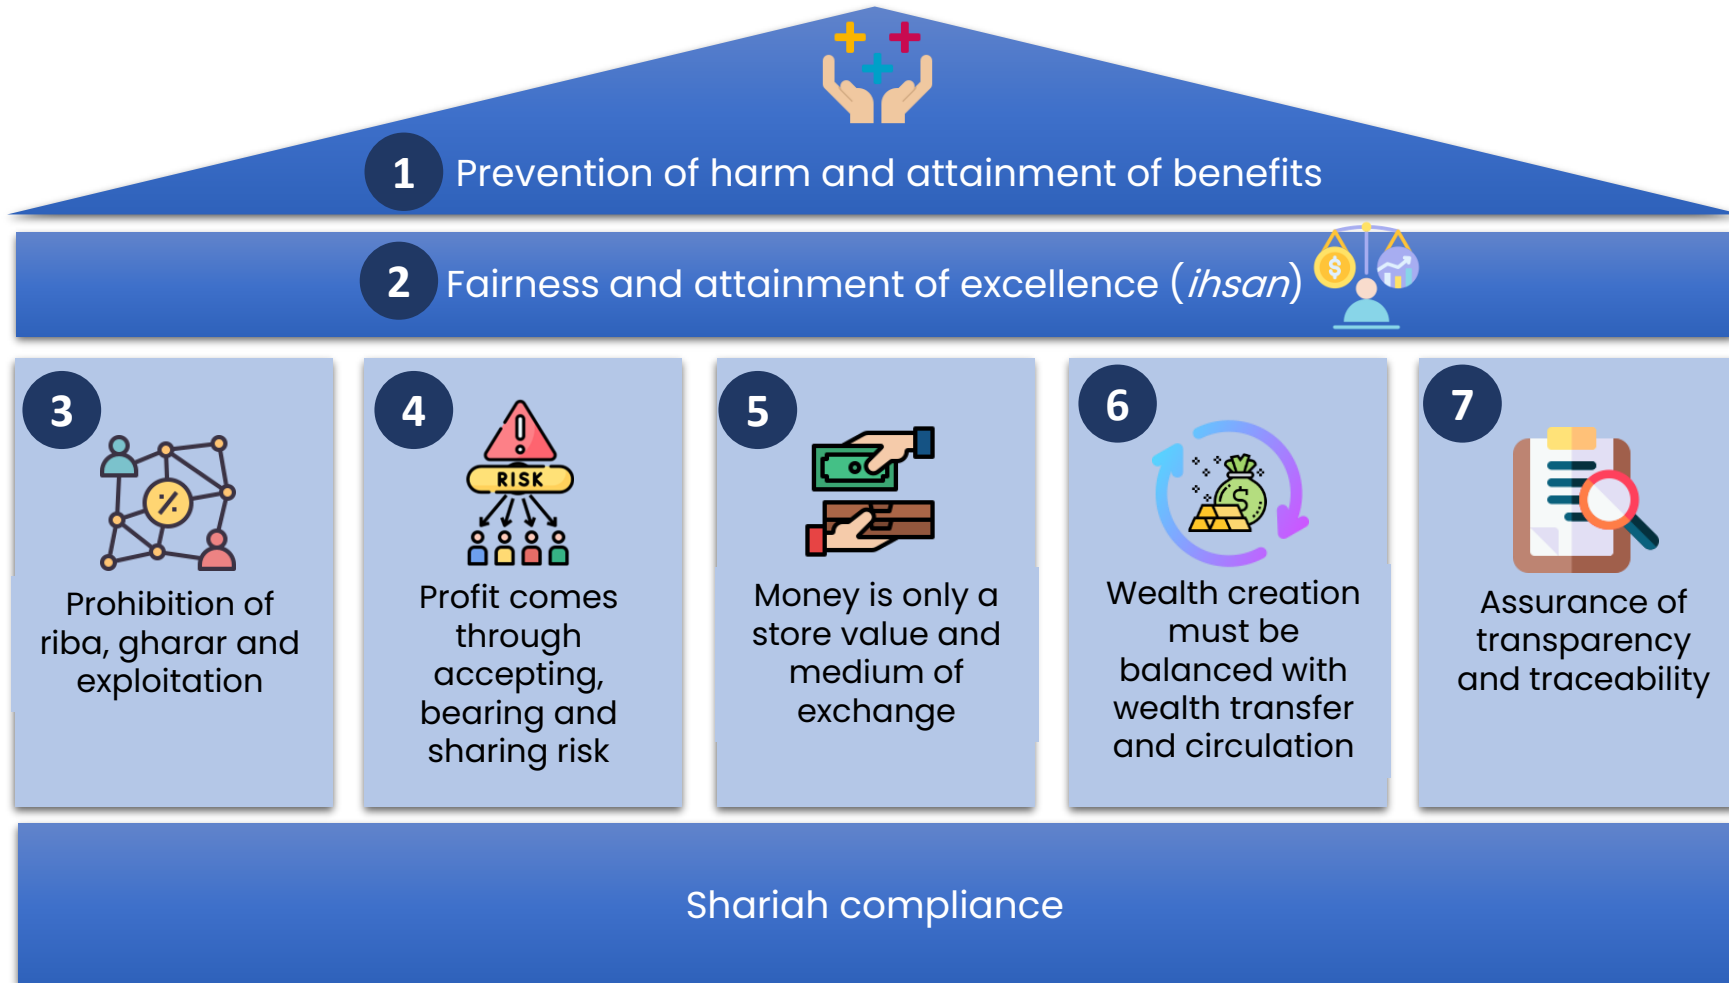 1 Prevention of harm and attainment of benefits
2 Fairness and attainment of excellence (ihsan)
$
3
%
Prohibition of
riba, gharar and
exploitation
4
!
RISK
Profit comes
through
accepting,
bearing and
sharing risk
5
Money is only a
store value and
medium of
exchange
6
$
Wealth creation
must be
balanced with
wealth transfer
and circulation
7
Assurance of
transparency
and traceability
Shariah compliance